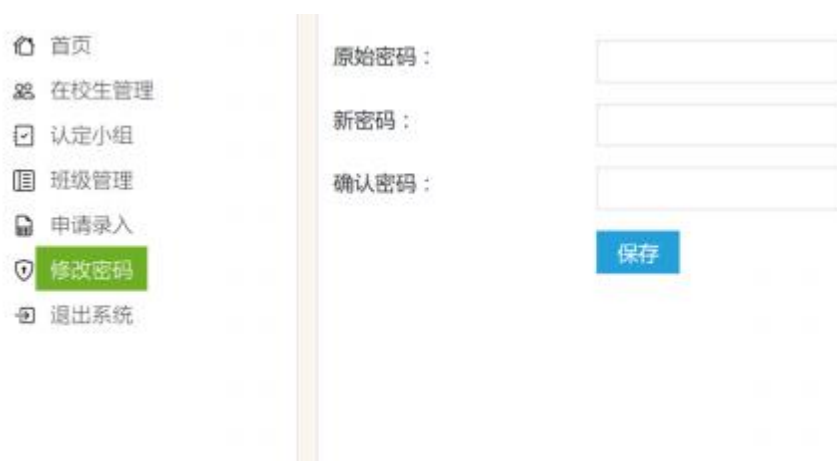 首页
在校生管理
认定小组
班级管理
申请录入
修改密码
退出系统
原始密码：
新密码：
确认密码：
保存